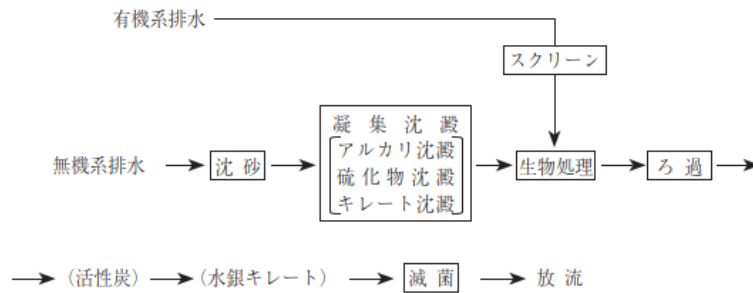 有機系排水
スクリーン
凝集沈澱
無機系排水 沈砂 アルカリ沈澱 生物処理 ろ過
硫化物沈澱
キレート沈澱
(活性炭) (水銀キレート) 滅菌 放流